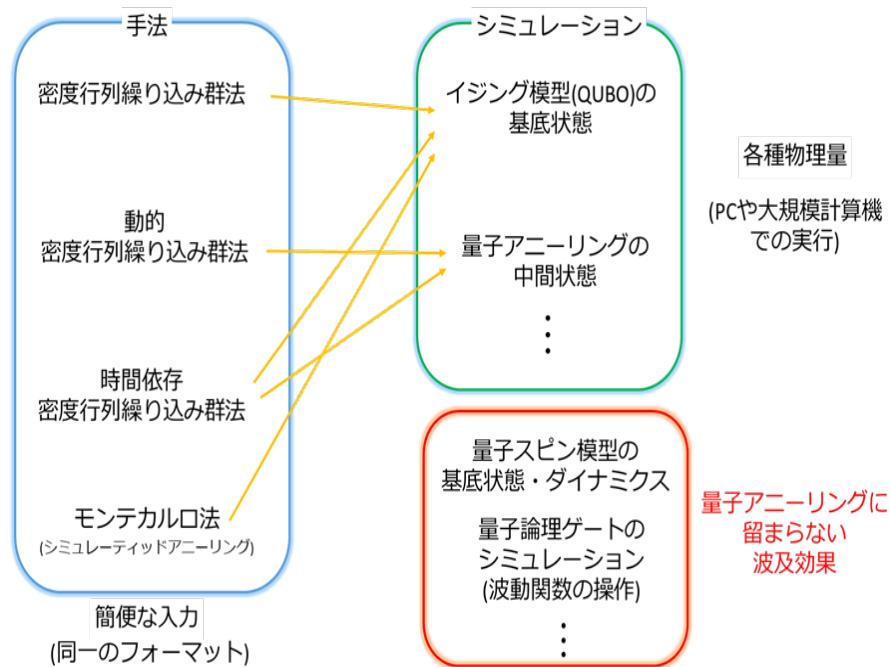 手法
密度行列繰り込み群法
動的
密度行列繰り込み群法
時間依存
密度行列繰り込み群法
モンテカルロ法
(シミュレーティッドアニーリング)
簡便な入力
(同一のフォーマット)
シミュレーション
イジング模型(QUBO)の
基底状態
量子アニーリングの
中間状態
⋮
量子スピン模型の
基底状態・ダイナミクス
量子論理ゲートの
シミュレーション
(波動関数の操作)
⋮
各種物理量
(PCや大規模計算機
での実行)
量子アニーリングに
留まらない
波及効果